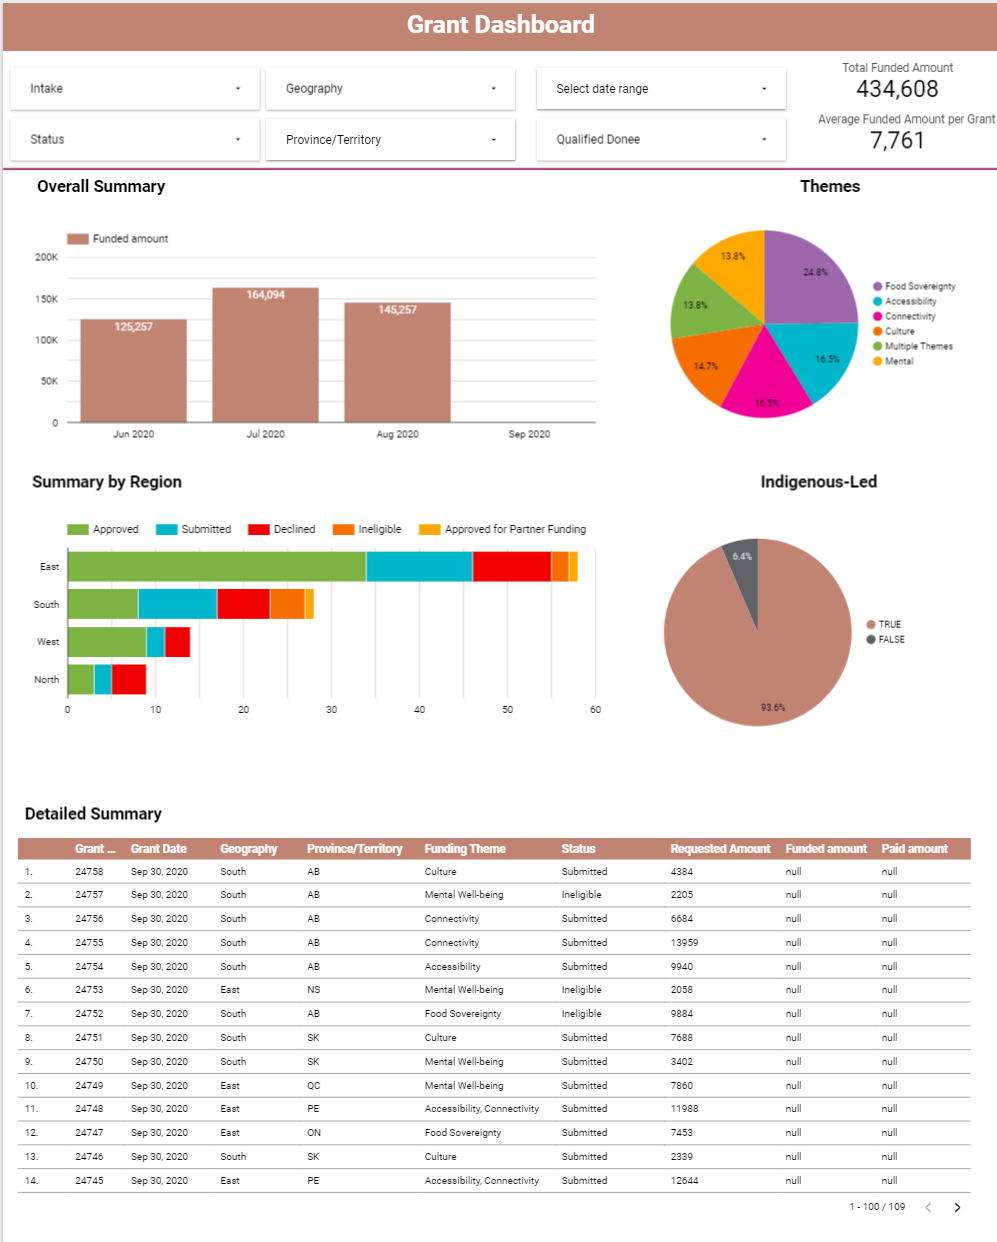 Grant Dashboard
Intake
Geography
Select date range
Total Funded Amount
434,608
Status
Province/Territory
Qualified Donee
Average Funded Amount per Grant
7,761
Overall Summary
Funded amount
200K
150K
100K
50K
0
125,257
164,094
145,257
Jun 2020 Jul 2020 Aug 2020 Sep 2020
Themes
13.8%
24.8%
13.8%
16.5%
14.7%
16.5%
Food Sovereignty
Accessibility
Connectivity
Culture
Multiple Themes
Mental
Summary by Region
Approved Submitted Declined Ineligible Approved for Partner Funding
East
South
West
North
0 10 20 30 40 50 60
Indigenous-Led
6.4%
93.6%
TRUE
FALSE
Detailed Summary
Grant ... Grant Date Geography Province/Territory Funding Theme Status Requested Amount Funded amount Paid amount
1. 24758 Sep 30, 2020 South AB Culture Submitted 4384 null null
2. 24757 Sep 30, 2020 South AB Mental Well-being Ineligible 2205 null null
3. 24756 Sep 30, 2020 South AB Connectivity Submitted 6684 null null
4. 24755 Sep 30, 2020 South AB Connectivity Submitted 13959 null null
5. 24754 Sep 30, 2020 South AB Accessibility Submitted 9940 null null
6. 24753 Sep 30, 2020 East NS Mental Well-being Ineligible 2058 null null
7. 24752 Sep 30, 2020 South AB Food Sovereignty Ineligible 9884 null null
8. 24751 Sep 30, 2020 South SK Culture Submitted 7688 null null
9. 24750 Sep 30, 2020 South SK Mental Well-being Submitted 3402 null null
10. 24749 Sep 30, 2020 East QC Mental Well-being Submitted 7860 null null
11. 24748 Sep 30, 2020 East PE Accessibility, Connectivity Submitted 11988 null null
12. 24747 Sep 30, 2020 East ON Food Sovereignty Submitted 7453 null null
13. 24746 Sep 30, 2020 South SK Culture Submitted 2339 null null
14. 24745 Sep 30, 2020 East PE Accessibility, Connectivity Submitted 12644 null null
1 - 100 / 109